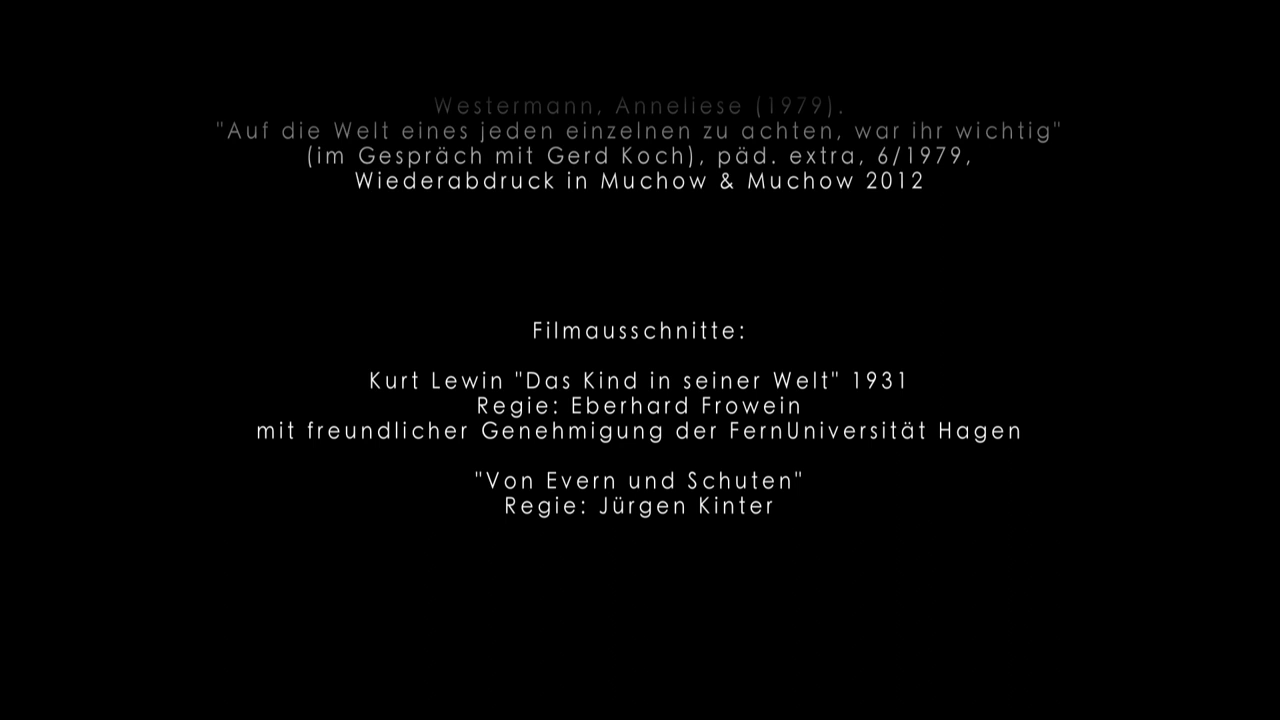 Westermann, Anneliese (1979).
"Auf die Welt eines jeden einzelnen zu achten, war ihr wichtig"
(im Gespräch mit Gerd Koch), päd. extra, 6/1979,
Wiederabdruck in Muchow & Muchow 2012
Filmausschnitte:
Kurt Lewin "Das Kind in seiner Welt" 1931
Regie: Eberhard Frowein
mit freundlicher Genehmigung der FernUniversität Hagen
"Von Evern und Schuten"
Regie: Jürgen Kinter